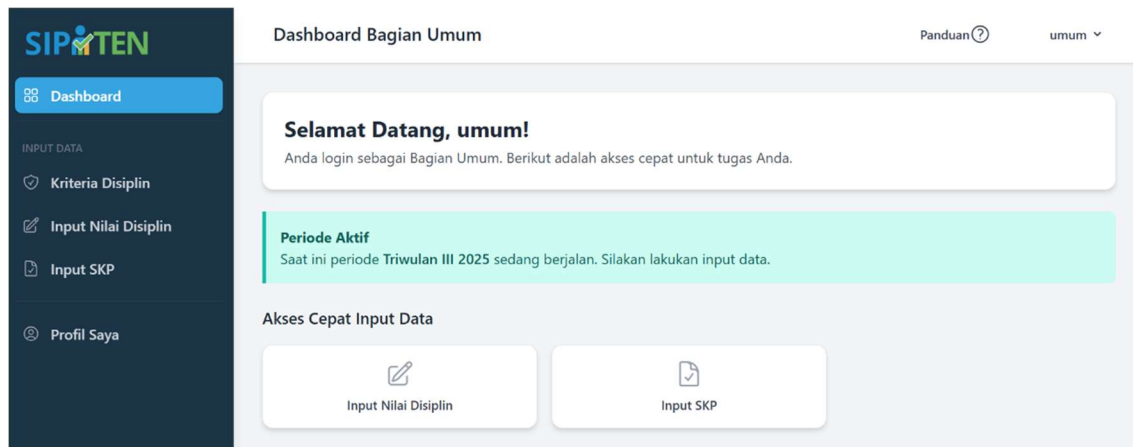 SIPTEN
Dashboard
INPUT DATA
Kriteria Disiplin
Input Nilai Disiplin
Input SKP
Profil Saya
Dashboard Bagian Umum
Panduan ?
umum
Selamat Datang, umum!
Anda login sebagai Bagian Umum. Berikut adalah akses cepat untuk tugas Anda.
Periode Aktif
Saat ini periode Triwulan III 2025 sedang berjalan. Silakan lakukan input data.
Akses Cepat Input Data
Input Nilai Disiplin
Input SKP